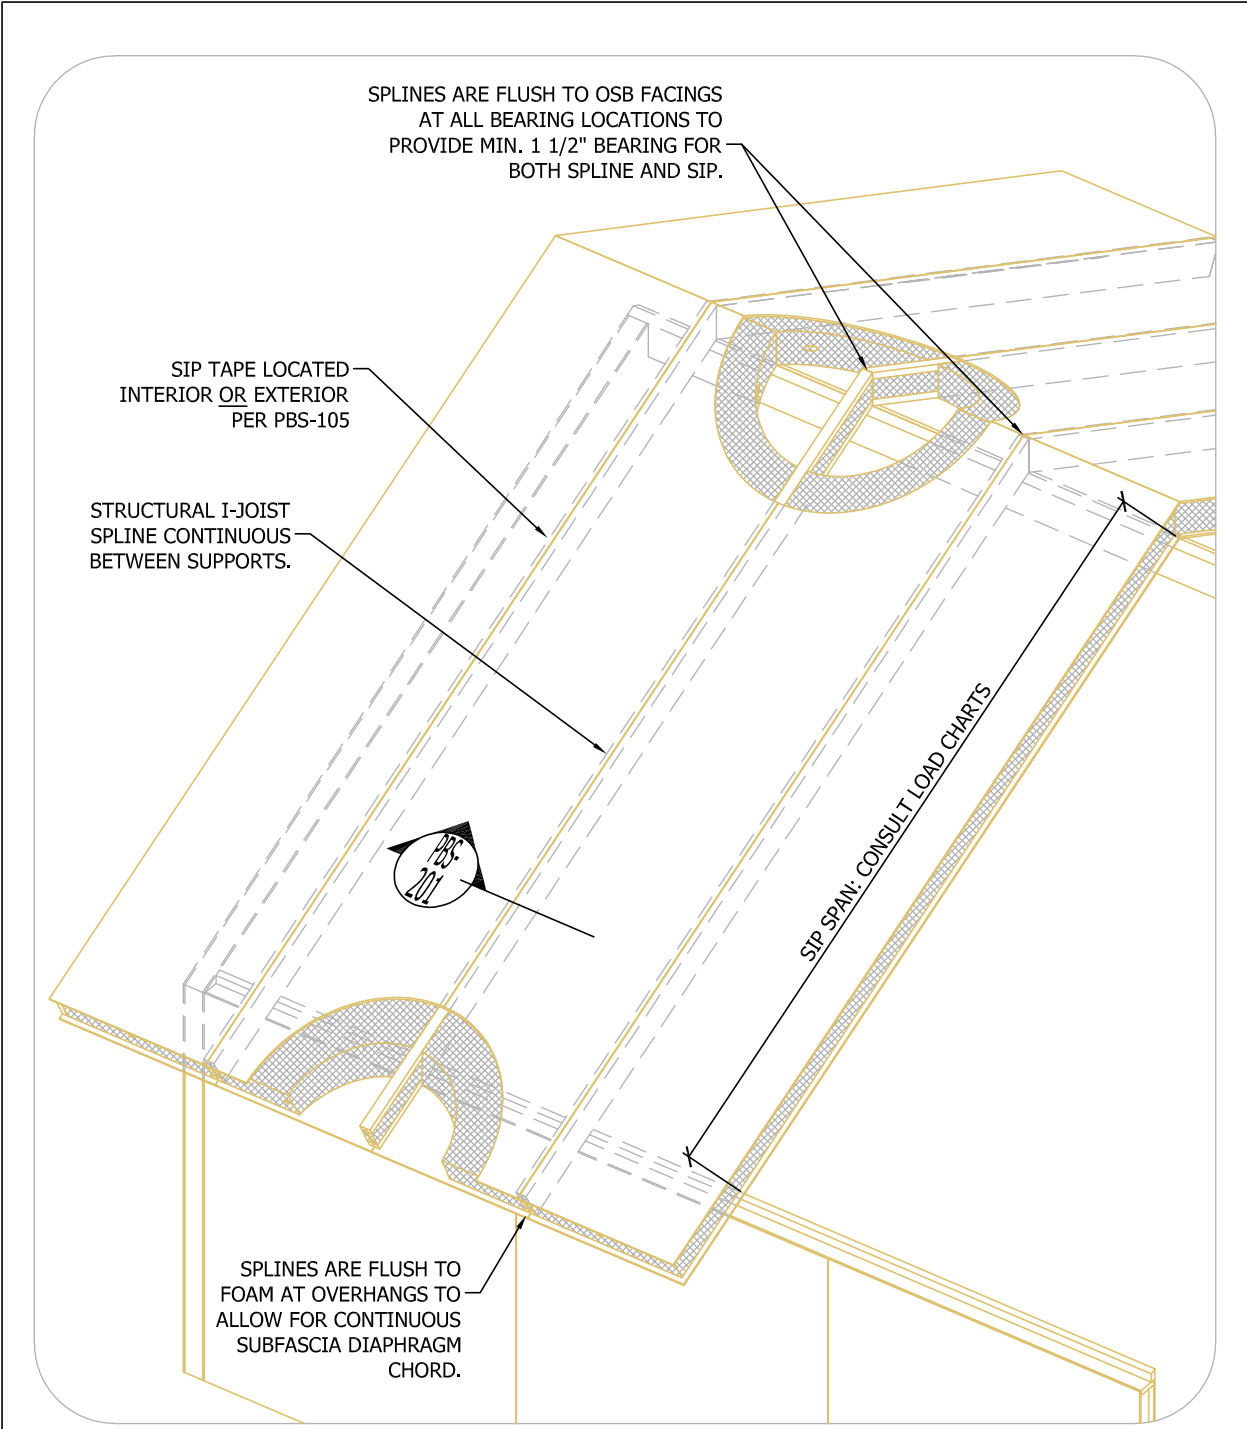 SPLINES ARE FLUSH TO OSB FACINGS
AT ALL BEARING LOCATIONS TO
PROVIDE MIN. 1 1/2" BEARING FOR
BOTH SPLINE AND SIP.
SIP TAPE LOCATED
INTERIOR OR EXTERIOR
PER PBS-105
STRUCTURAL I-JOIST
SPLINE CONTINUOUS
BETWEEN SUPPORTS.
PBS-
201
SIP SPAN: CONSULT LOAD CHARTS
SPLINES ARE FLUSH TO
FOAM AT OVERHANGS TO
ALLOW FOR CONTINUOUS
SUBFASCIA DIAPHRAGM
CHORD.